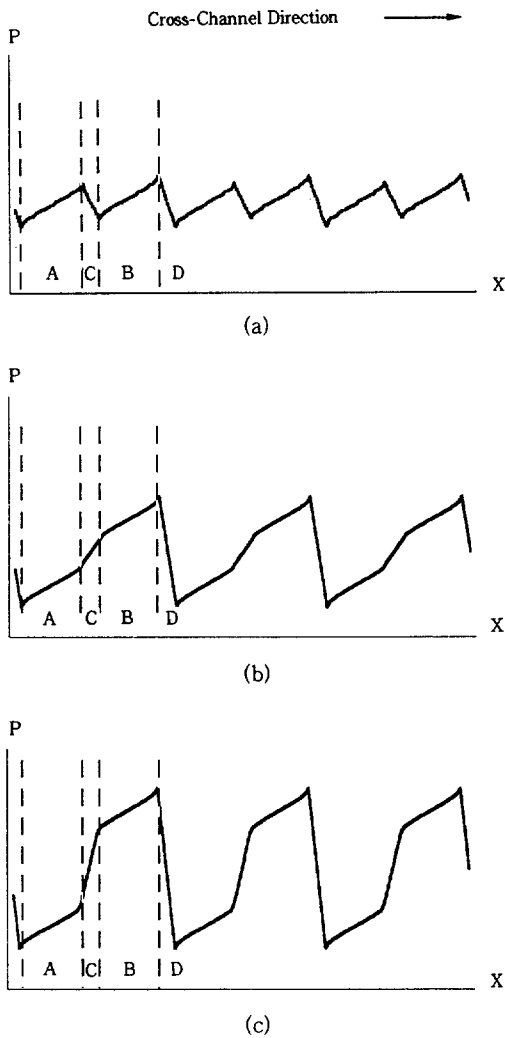 Cross-Channel Direction
P
A C B D
X
(a)
P
A C B D
X
(b)
P
A C B D
X
(c)